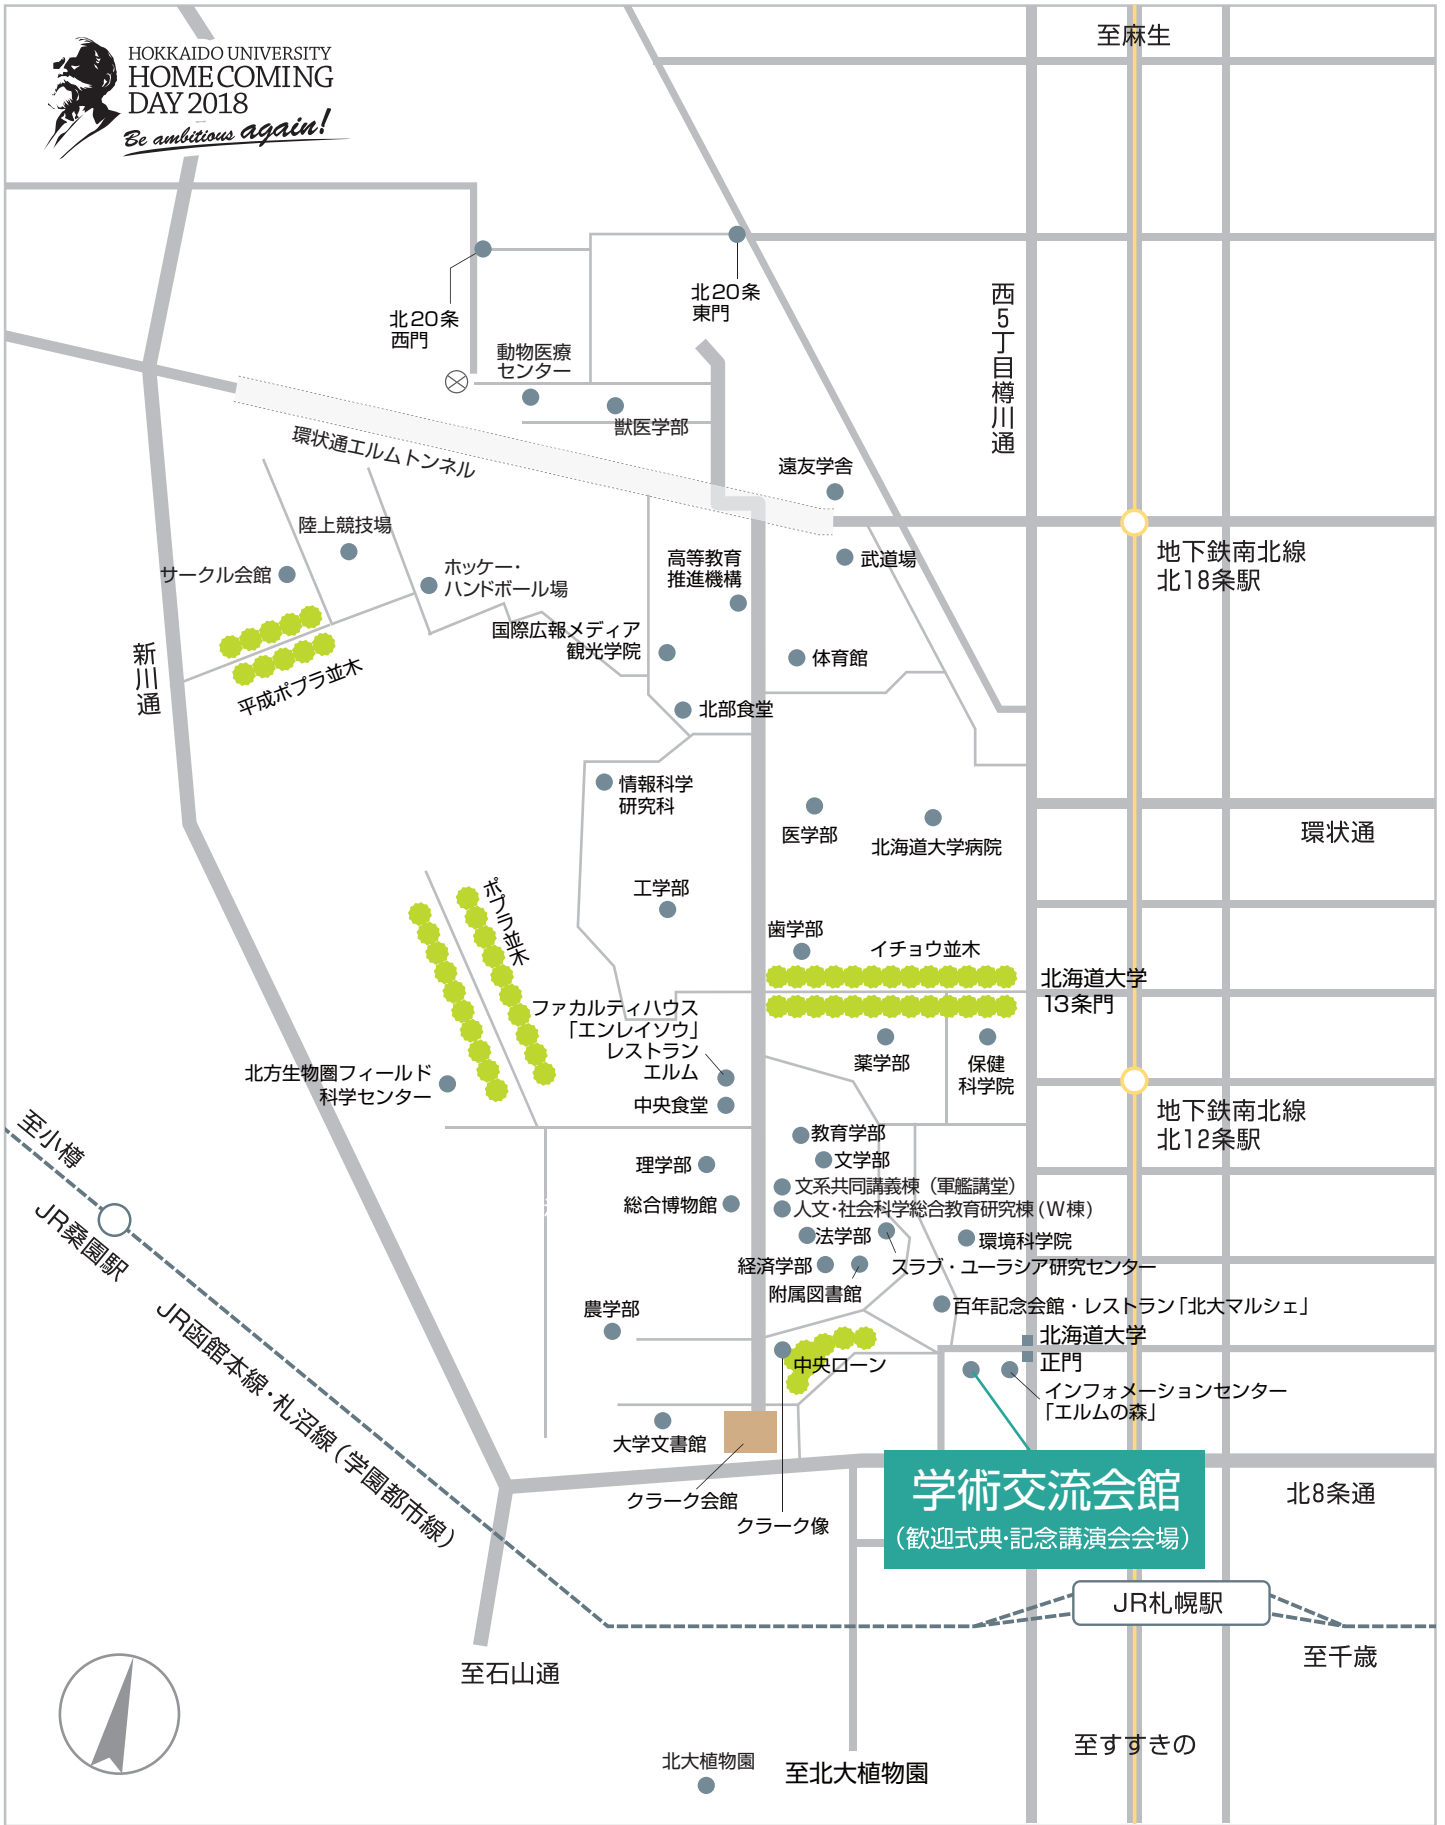 至麻生
HOKKAIDO UNIVERSITY
HOMECOMING
DAY 2018
Be ambitious again!
北20条
西門
北20条
東門
西5丁目樽川通
動物医療
センター
獣医学部
環状通エルムトンネル
遠友学舎
陸上競技場
サークル会館
ホッケー・
ハンドボール場
高等教育
推進機構
武道場
地下鉄南北線
北18条駅
国際広報メディア
観光学院
体育館
新川通
平成ポプラ並木
北部食堂
情報科学
研究科
医学部
北海道大学病院
環状通
工学部
ポプラ並木
歯学部
イチョウ並木
北海道大学
13条門
ファカルティハウス
「エンレイソウ」
レストラン
エルム
薬学部
保健
科学院
北方生物圏フィールド
科学センター
中央食堂
地下鉄南北線
北12条駅
至小樽
教育学部
文学部
理学部
文系共同講義棟（軍艦講堂）
総合博物館
人文・社会科学総合教育研究棟(W棟)
法学部
環境科学院
JR桑園駅
経済学部
スラブ・ユーラシア研究センター
附属図書館
農学部
百年記念会館・レストラン「北大マルシェ」
北海道大学
正門
中央ローン
インフォメーションセンター
「エルムの森」
JR函館本線・札沼線（学園都市線）
大学文書館
クラーク会館
クラーク像
学術交流会館
（歓迎式典・記念講演会会場）
北8条通
JR札幌駅
至千歳
至石山通
至すすきの
北大植物園
至北大植物園